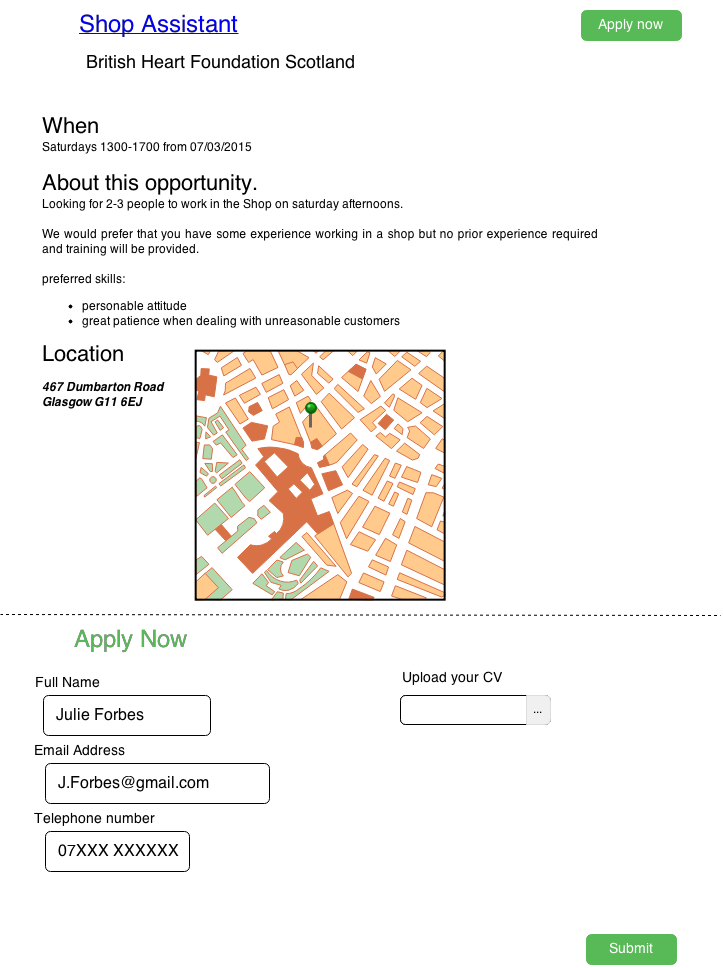 Shop Assistant
Apply now
British Heart Foundation Scotland
When
Saturdays 1300-1700 from 07/03/2015
About this opportunity.
Looking for 2-3 people to work in the Shop on saturday afternoons.
We would prefer that you have some experience working in a shop but no prior experience required
and training will be provided.
preferred skills:
• personable attitude
• great patience when dealing with unreasonable customers
Location
467 Dumbarton Road
Glasgow G11 6EJ
Apply Now
Full Name
Julie Forbes
Upload your CV
...
Email Address
J.Forbes@gmail.com
Telephone number
07XXX XXXXXX
Submit